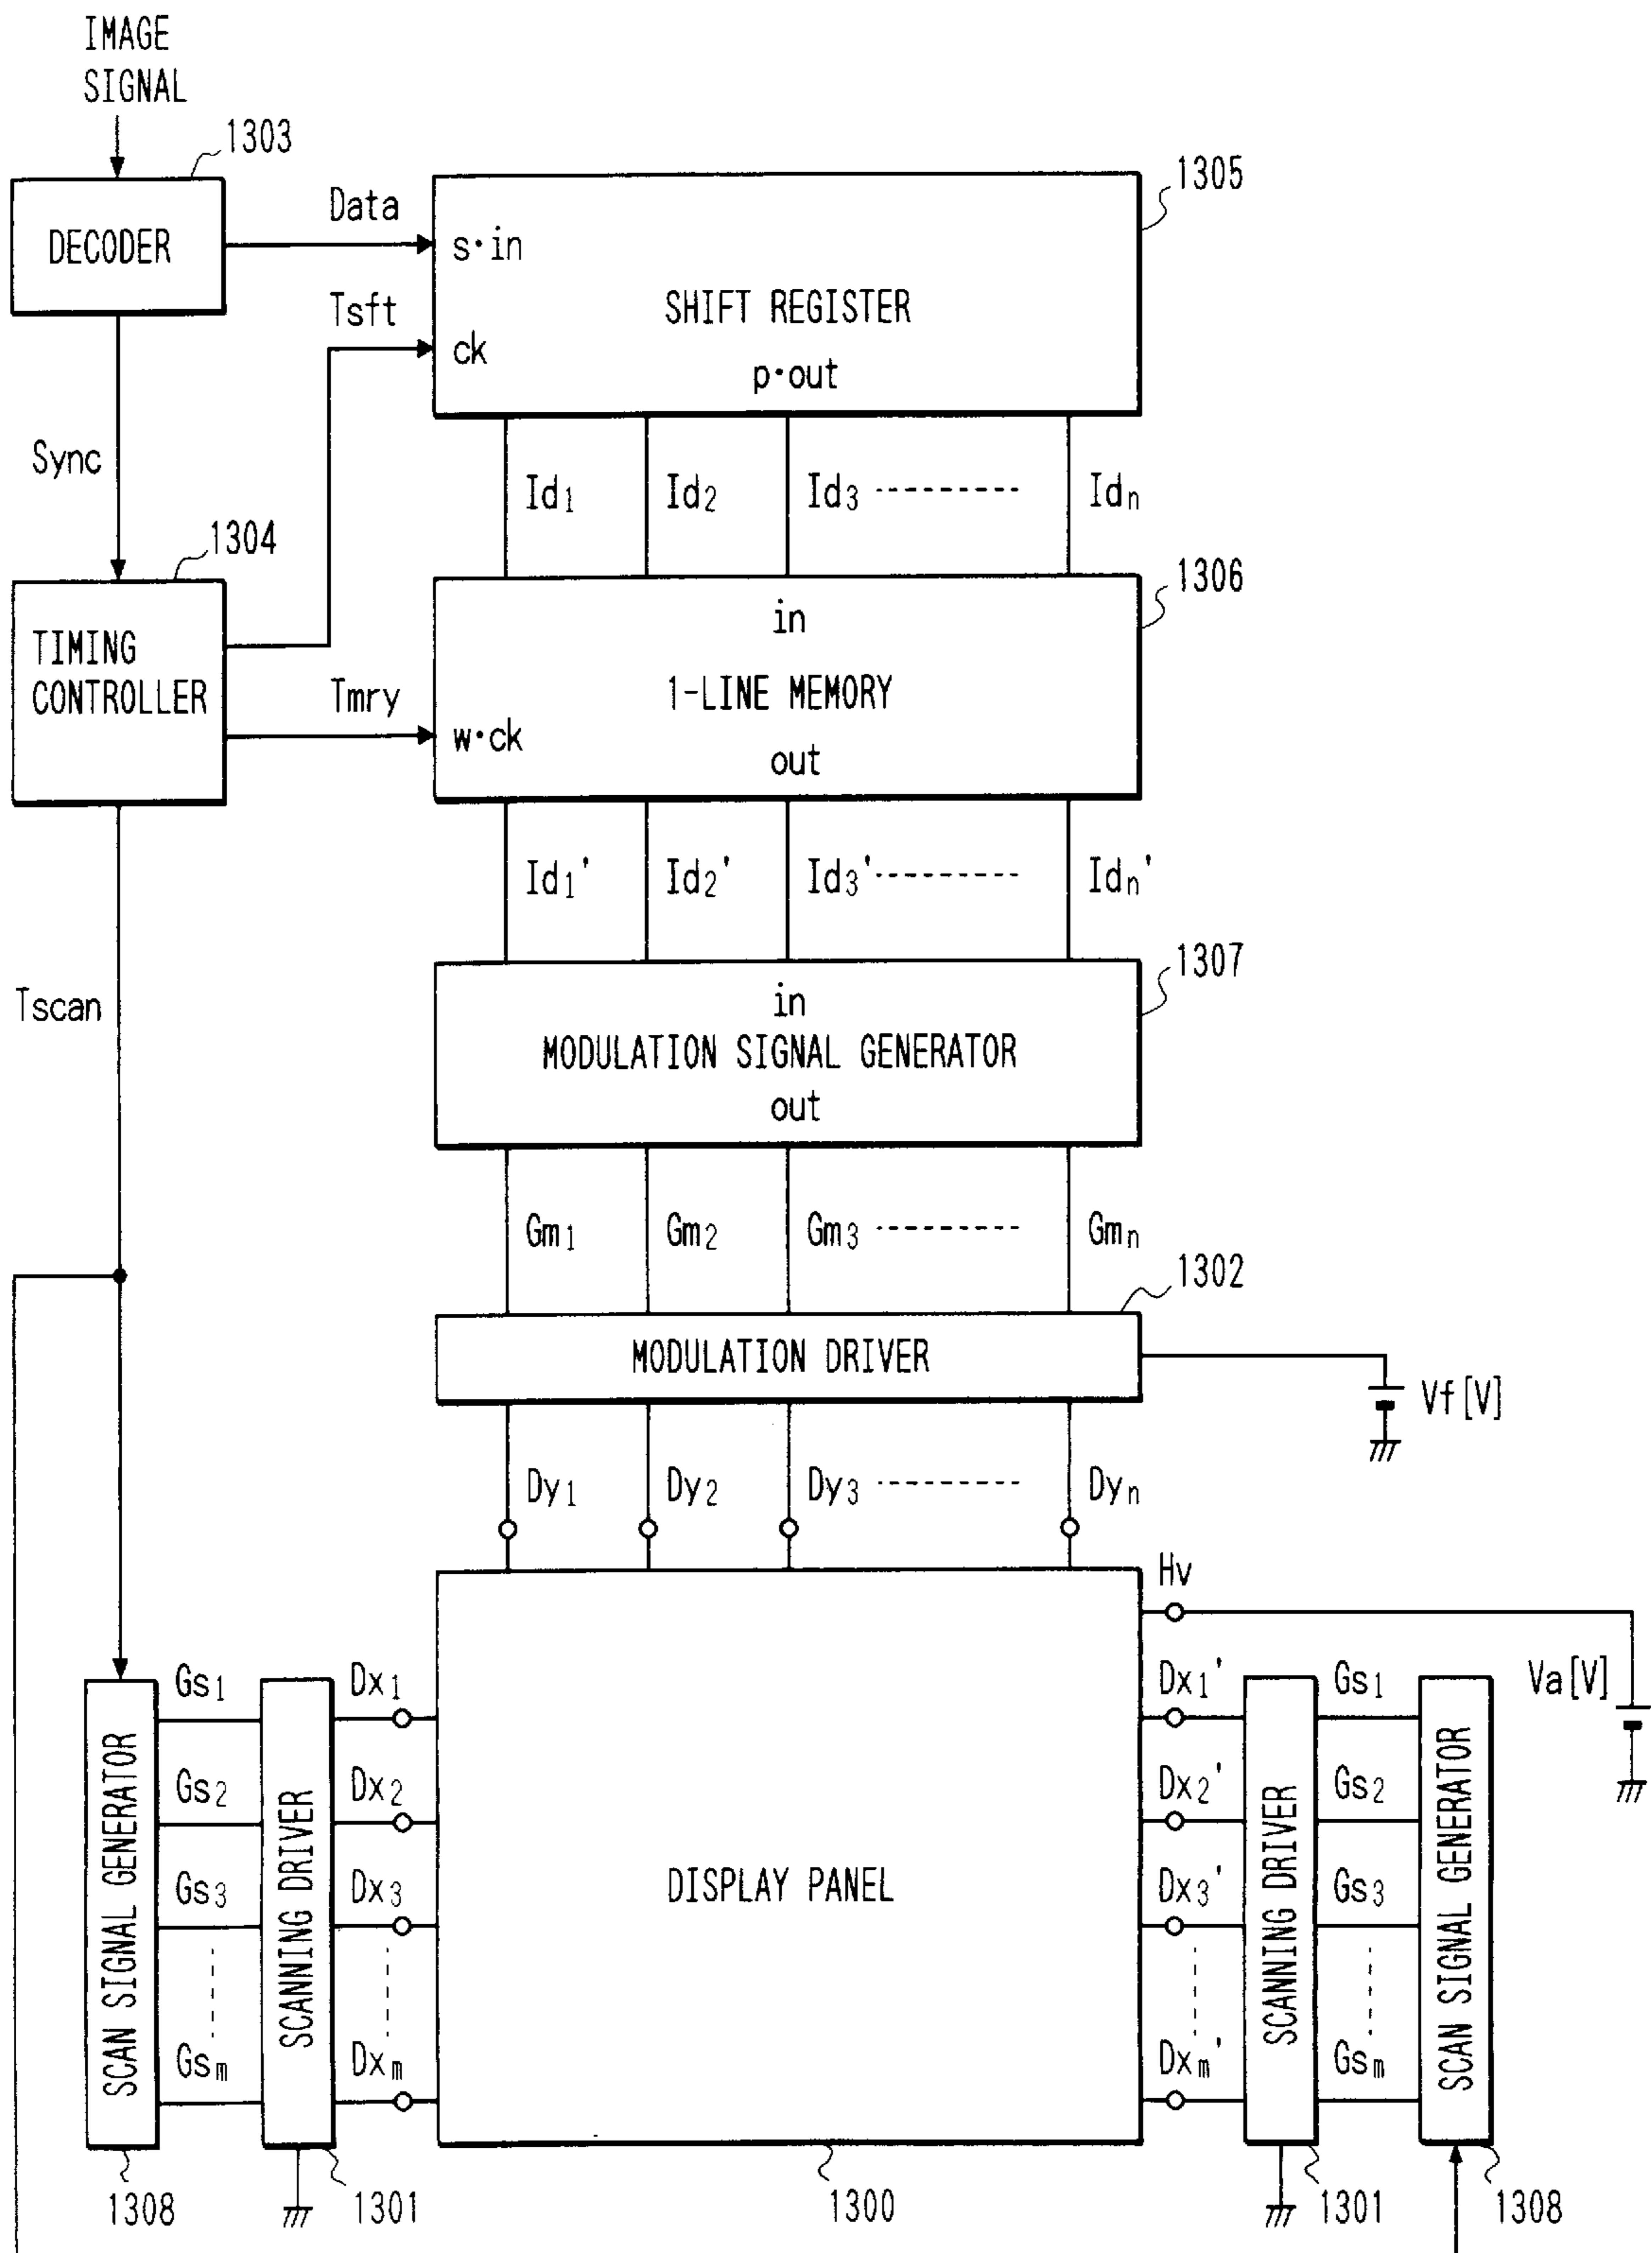 IMAGE
SIGNAL
1303
DECODER
Data
1305
s·in
Tsft
SHIFT REGISTER
ck
p·out
Sync
Id1 Id2 Id3 --------- Idn
1304
1306
TIMING
CONTROLLER
in
1-LINE MEMORY
Tmry
w·ck
out
Id1' Id2' Id3' --------- Idn'
1307
Tscan
in
MODULATION SIGNAL GENERATOR
out
Gm1 Gm2 Gm3 --------- Gmn
1302
MODULATION DRIVER
Vf[V]
Dy1 Dy2 Dy3 --------- Dyn
Hv
Va[V]
Gs1 Dx1 Dx1' Gs1
Gs2 Dx2 Dx2' Gs2
Gs3 Dx3 Dx3' Gs3
Gsm Dxm Dxm' Gsm
SCAN SIGNAL GENERATOR
SCANNING DRIVER
DISPLAY PANEL
SCANNING DRIVER
SCAN SIGNAL GENERATOR
1308 1301 1300 1301 1308